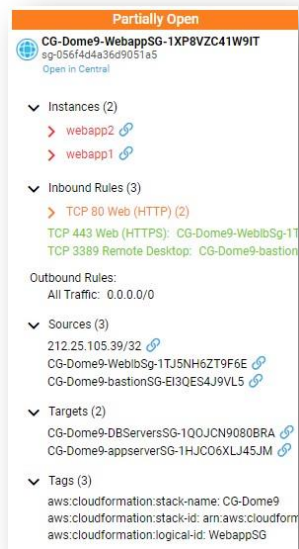 Partially Open
CG-Dome9-WebappSG-1XP8VZC41W9IT
sg-056f4d4a36d9051a5
Open in Central
Instances (2)
webapp2
webapp1
Inbound Rules (3)
TCP 80 Web (HTTP) (2)
TCP 443 Web (HTTPS): CG-Dome9-WeblbSg-1T
TCP 3389 Remote Desktop: CG-Dome9-bastion
Outbound Rules:
All Traffic: 0.0.0.0/0
Sources (3)
212.25.105.39/32
CG-Dome9-WeblbSg-1TJ5NH6ZT9F6E
CG-Dome9-bastionSG-EI3QES4J9VL5
Targets (2)
CG-Dome9-DBServersSG-1QOJCN9080BRA
CG-Dome9-appserverSG-1HJCO6XLJ45JM
Tags (3)
aws:cloudformation:stack-name: CG-Dome9
aws:cloudformation:stack-id: arn:aws:cloudform
aws:cloudformation:logical-id: WebappSG